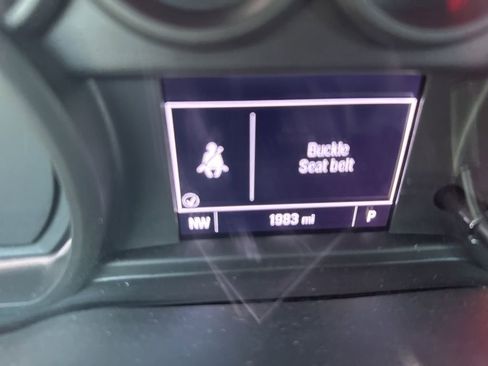 Buckle
Seat belt
NW
1983 mi
P